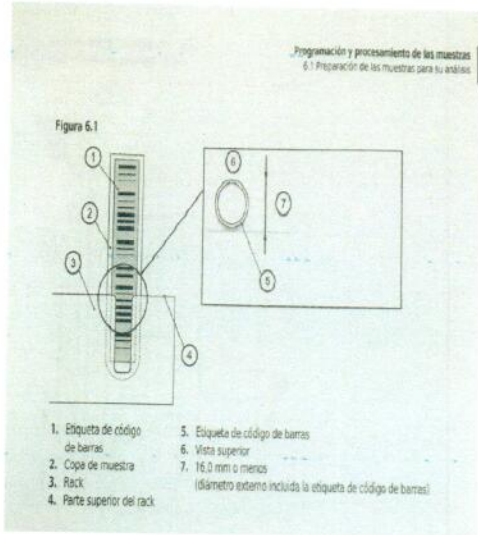 Programación y procesamiento de las muestras
6.1 Preparación de las muestras para su análisis
Figura 6.1
1
2
3
4
6
7
5
1. Etiqueta de código
de barras
2. Copa de muestra
3. Rack
4. Parte superior del rack
5. Etiqueta de código de barras
6. Vista superior
7. 16,0 mm o menos
(diámetro externo incluida la etiqueta de código de barras)